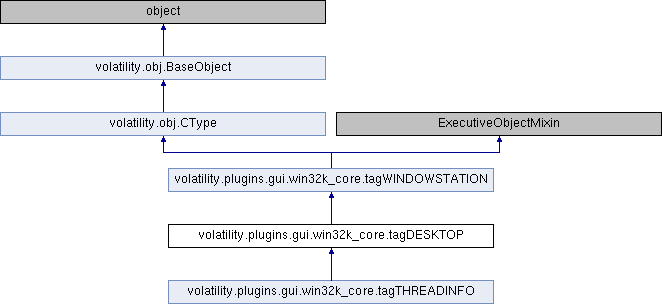 object
volatility.obj.BaseObject
volatility.obj.CType
ExecutiveObjectMixin
volatility.plugins.gui.win32k_core.tagWINDOWSTATION
volatility.plugins.gui.win32k_core.tagDESKTOP
volatility.plugins.gui.win32k_core.tagTHREADINFO